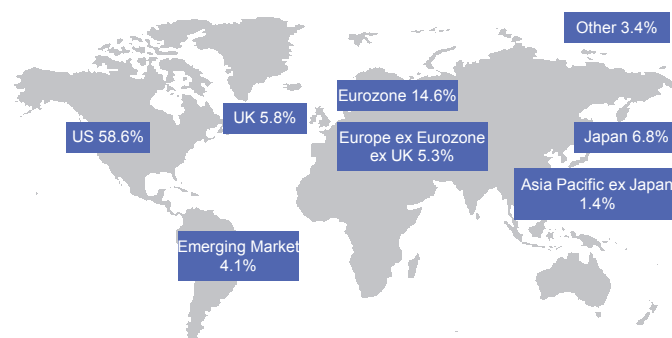 Other 3.4%
Eurozone 14.6%
UK 5.8%
US 58.6%
Europe ex Eurozone
ex UK 5.3%
Japan 6.8%
Asia Pacific ex Japan
1.4%
Emerging Market
4.1%